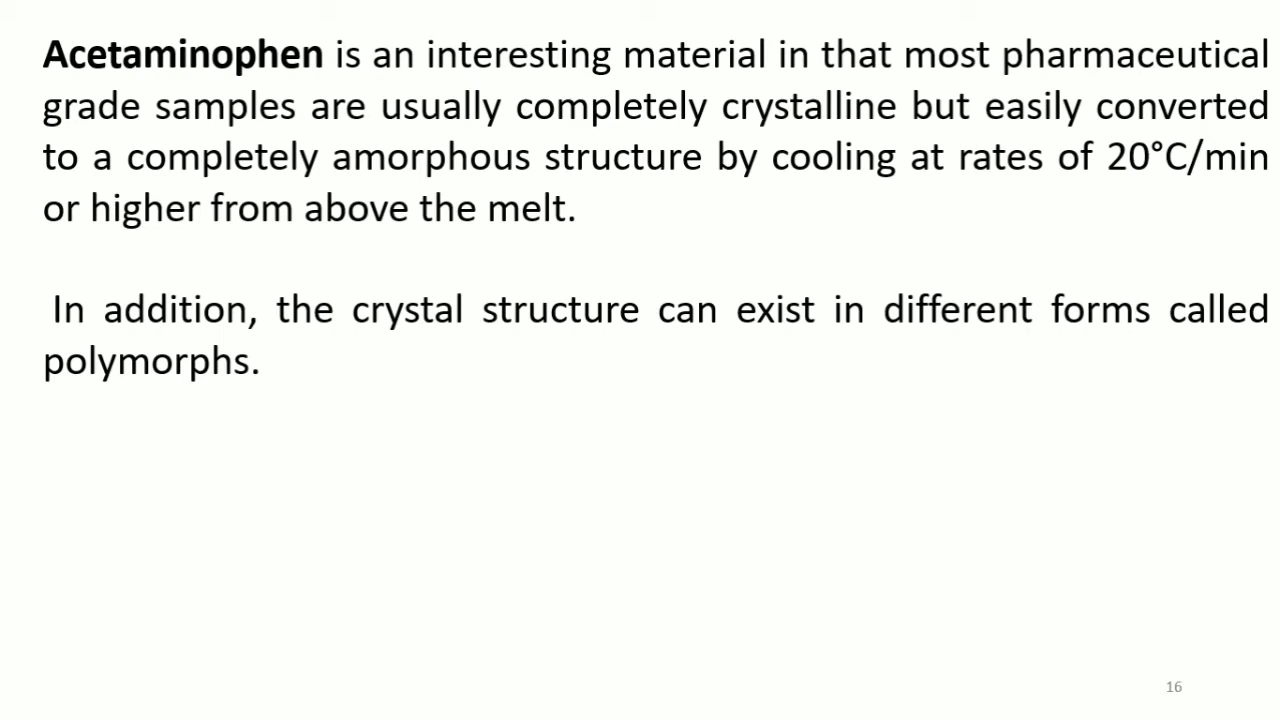 Acetaminophen is an interesting material in that most pharmaceutical
grade samples are usually completely crystalline but easily converted
to a completely amorphous structure by cooling at rates of 20°C/min
or higher from above the melt.
In addition, the crystal structure can exist in different forms called
polymorphs.
16